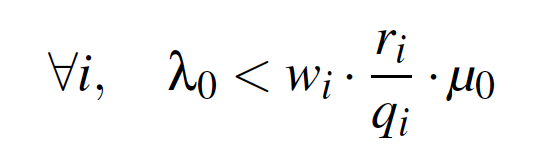 ∀i, λ₀ < wᵢ · rᵢ/qᵢ · μ₀